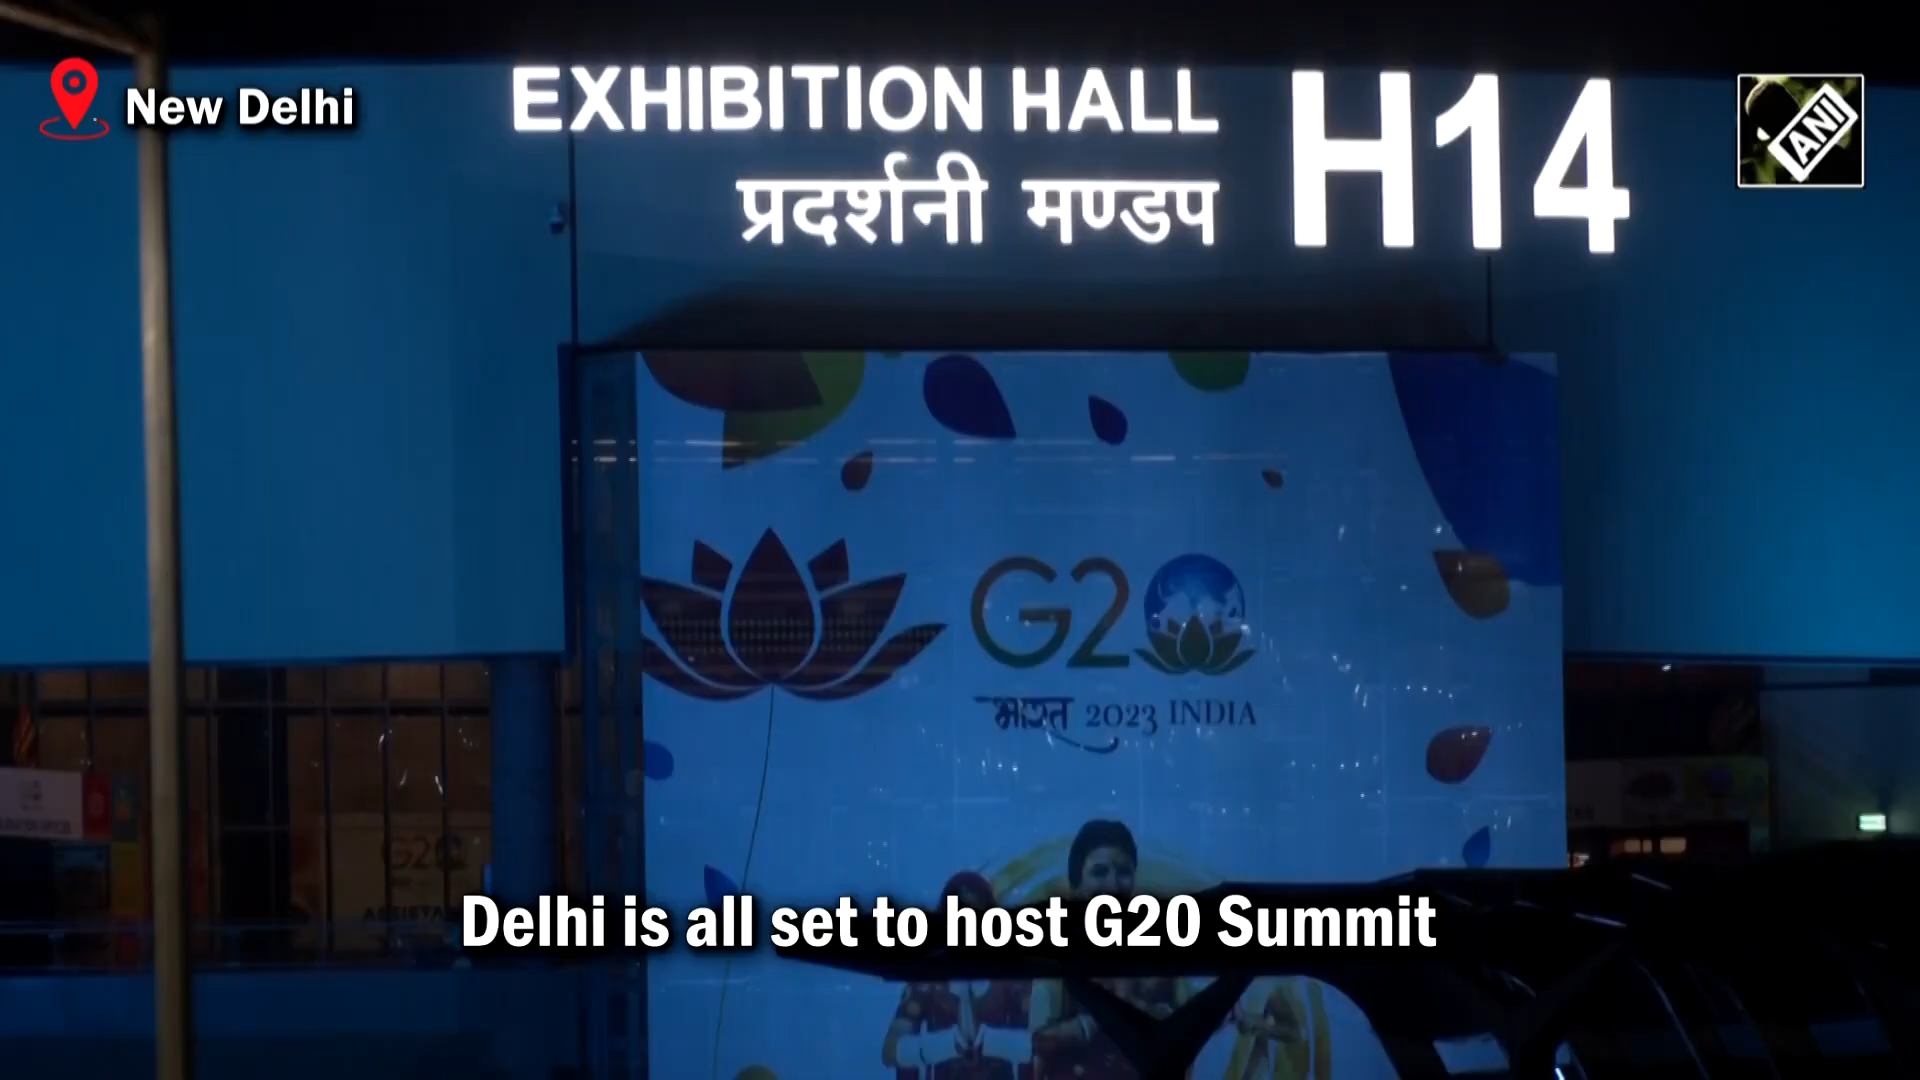 New Delhi
EXHIBITION HALL H14
प्रदर्शनी मण्डप
ANI
G20
भारत 2023 INDIA
G20
Delhi is all set to host G20 Summit